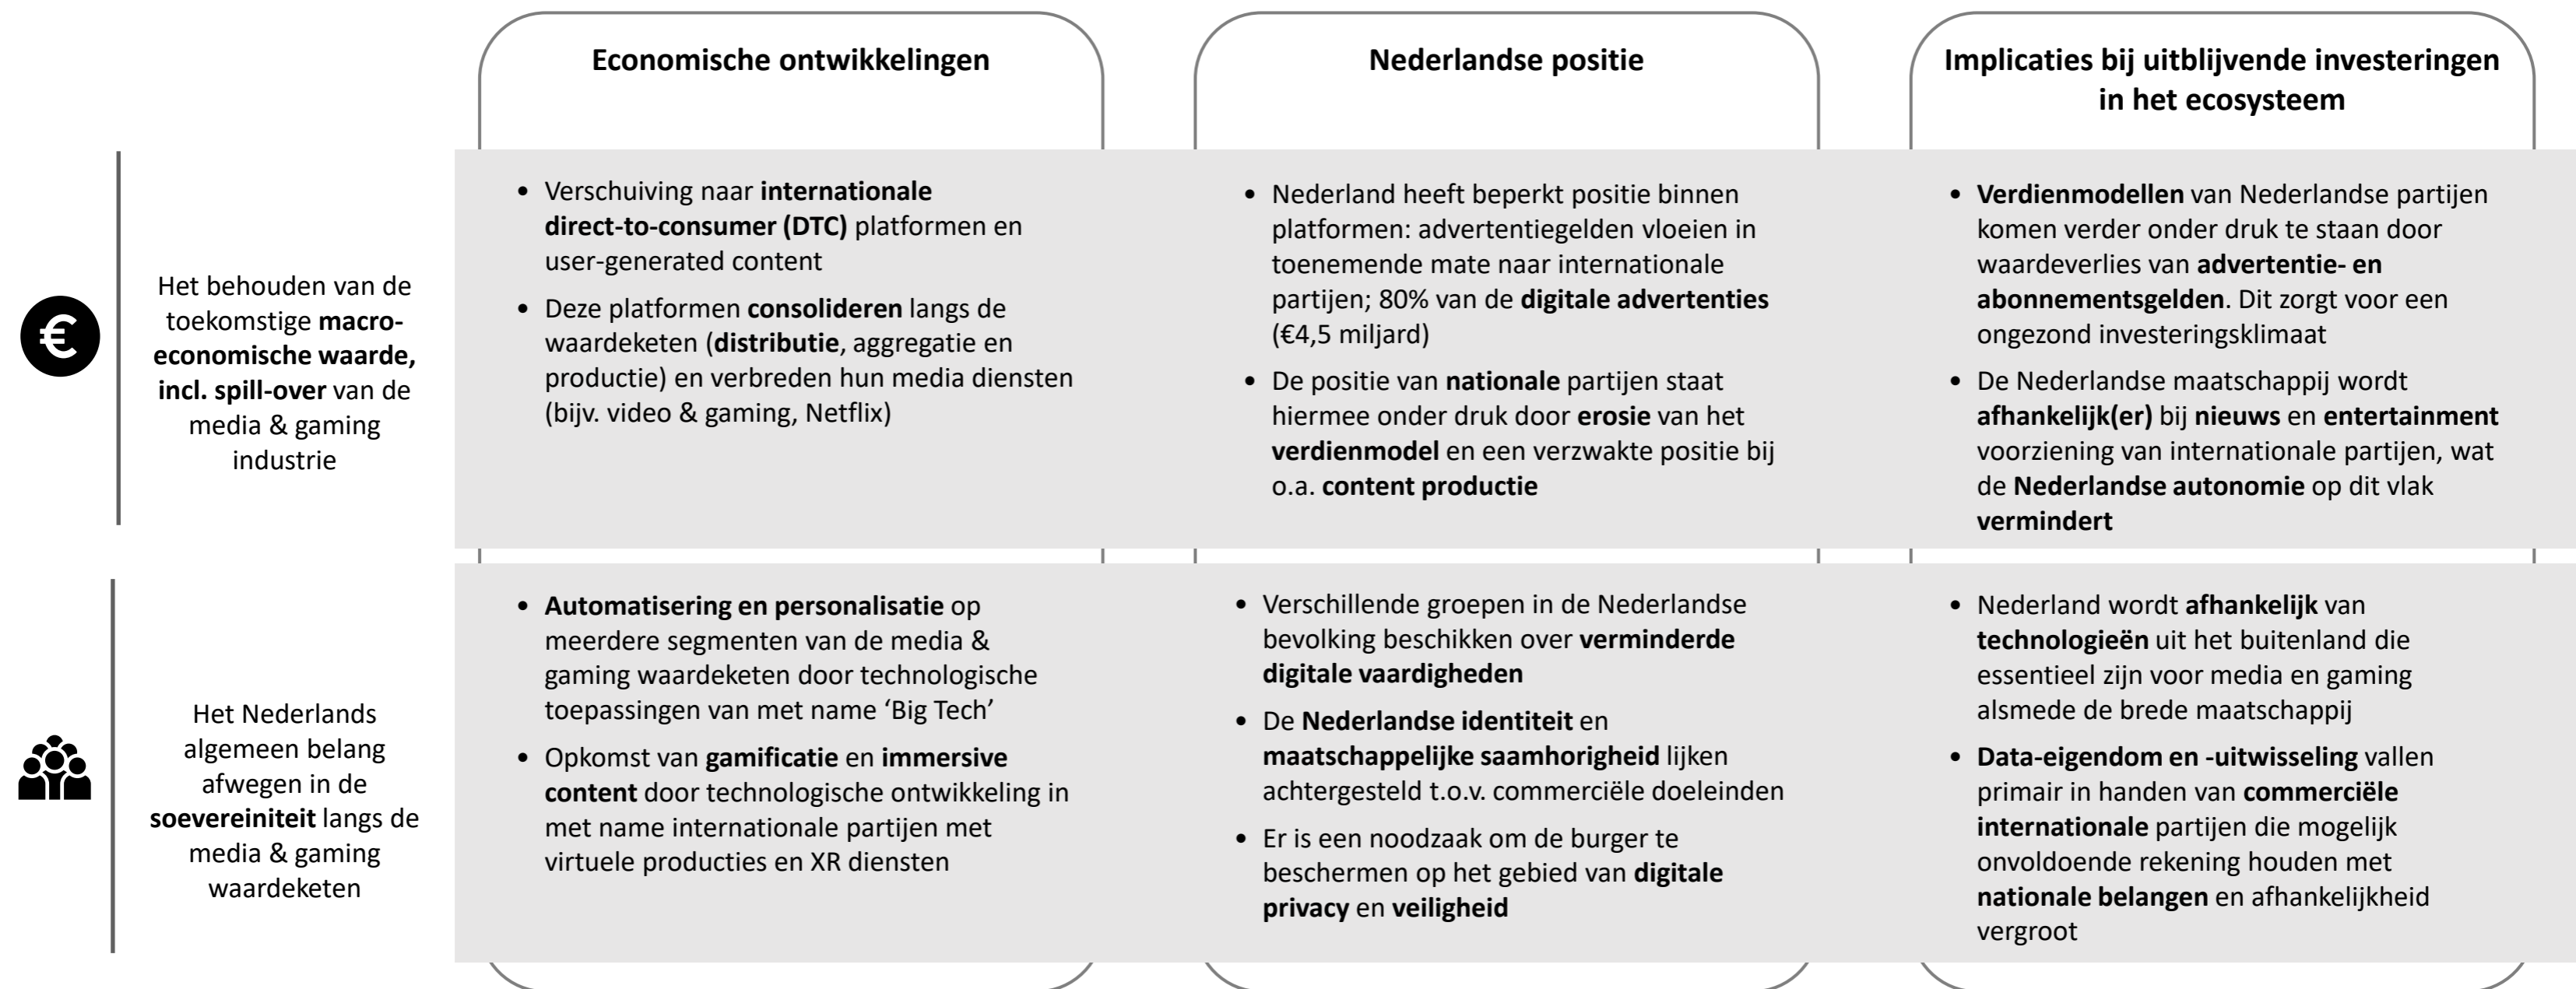 Economische ontwikkelingen
Nederlandse positie
Implicaties bij uitblijvende investeringen
in het ecosysteem
€
Het behouden van de
toekomstige macro-
economische waarde,
incl. spill-over van de
media & gaming
industrie
• Verschuiving naar internationale
direct-to-consumer (DTC) platformen en
user-generated content
• Deze platformen consolideren langs de
waardeketen (distributie, aggregatie en
productie) en verbreden hun media diensten
(bijv. video & gaming, Netflix)
• Nederland heeft beperkt positie binnen
platformen: advertentiegelden vloeien in
toenemende mate naar internationale
partijen; 80% van de digitale advertenties
(€4,5 miljard)
• De positie van nationale partijen staat
hiermee onder druk door erosie van het
verdienmodel en een verzwakte positie bij
o.a. content productie
• Verdienmodellen van Nederlandse partijen
komen verder onder druk te staan door
waardeverlies van advertentie- en
abonnementsgelden. Dit zorgt voor een
ongezond investeringsklimaat
• De Nederlandse maatschappij wordt
afhankelijk(er) bij nieuws en entertainment
voorziening van internationale partijen, wat
de Nederlandse autonomie op dit vlak
vermindert
Het Nederlands
algemeen belang
afwegen in de
soevereiniteit langs de
media & gaming
waardeketen
• Automatisering en personalisatie op
meerdere segmenten van de media &
gaming waardeketen door technologische
toepassingen van met name ‘Big Tech’
• Opkomst van gamificatie en immersive
content door technologische ontwikkeling in
met name internationale partijen met
virtuele producties en XR diensten
• Verschillende groepen in de Nederlandse
bevolking beschikken over verminderde
digitale vaardigheden
• De Nederlandse identiteit en
maatschappelijke saamhorigheid lijken
achtergesteld t.o.v. commerciële doeleinden
• Er is een noodzaak om de burger te
beschermen op het gebied van digitale
privacy en veiligheid
• Nederland wordt afhankelijk van
technologieën uit het buitenland die
essentieel zijn voor media en gaming
alsmede de brede maatschappij
• Data-eigendom en -uitwisseling vallen
primair in handen van commerciële
internationale partijen die mogelijk
onvoldoende rekening houden met
nationale belangen en afhankelijkheid
vergroot